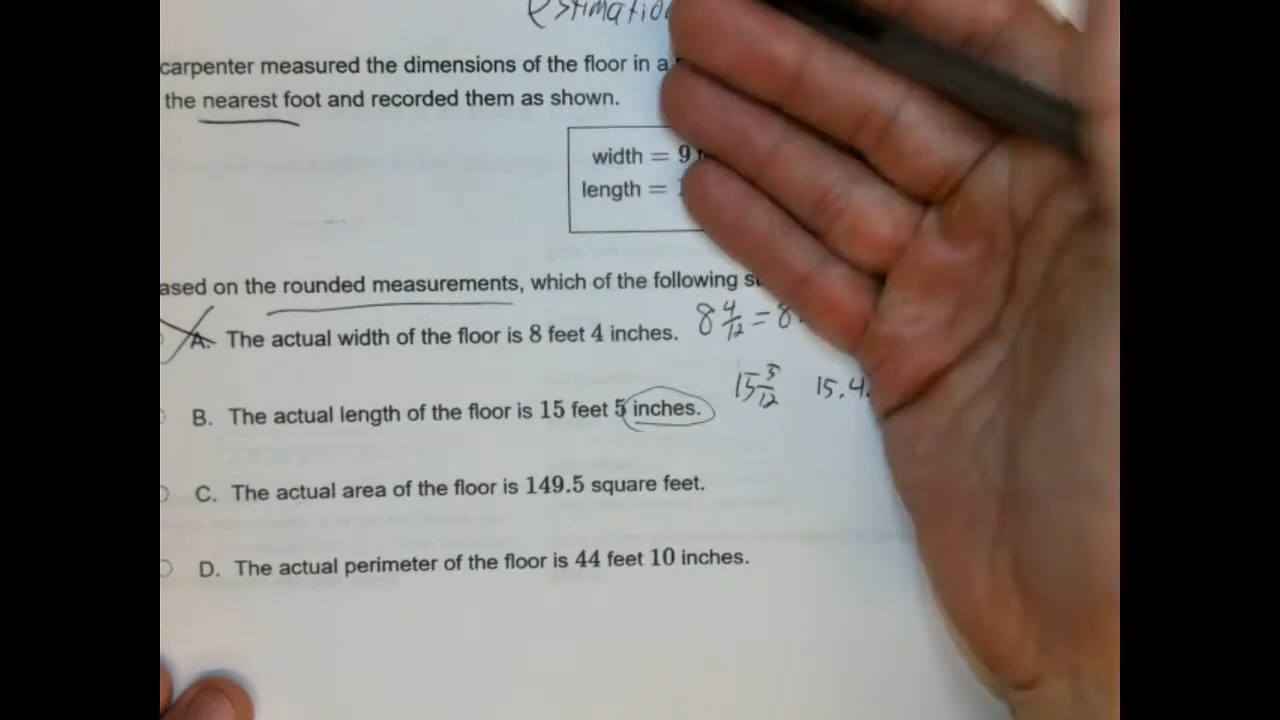 estimatio
carpenter measured the dimensions of the floor in a
the nearest foot and recorded them as shown.
width = 9
length =
ased on the rounded measurements, which of the following
A. The actual width of the floor is 8 feet 4 inches. 8 4/12 = 8.
15 5/12 15.4
B. The actual length of the floor is 15 feet 5 inches.
C. The actual area of the floor is 149.5 square feet.
D. The actual perimeter of the floor is 44 feet 10 inches.